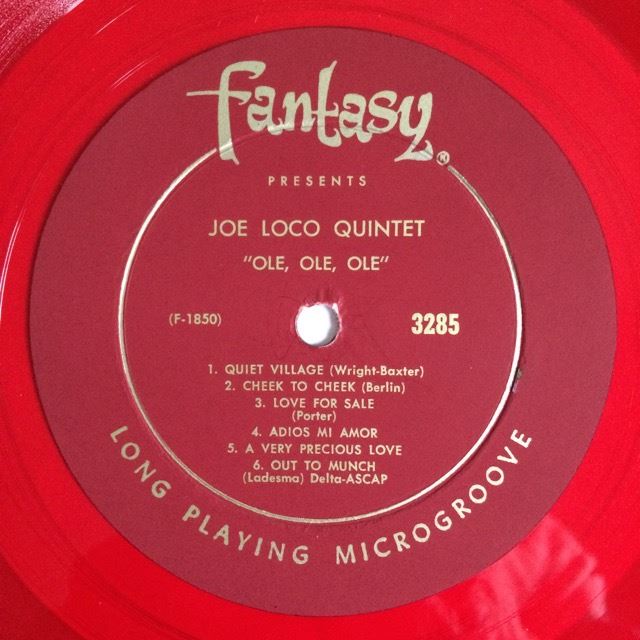 fantasy®
PRESENTS
JOE LOCO QUINTET
"OLE, OLE, OLE"
(F-1850) 3285
1. QUIET VILLAGE (Wright-Baxter)
2. CHEEK TO CHEEK (Berlin)
3. LOVE FOR SALE
(Porter)
4. ADIOS MI AMOR
5. A VERY PRECIOUS LOVE
6. OUT TO MUNCH
(Ladesma) Delta-ASCAP
LONG PLAYING MICROGROOVE